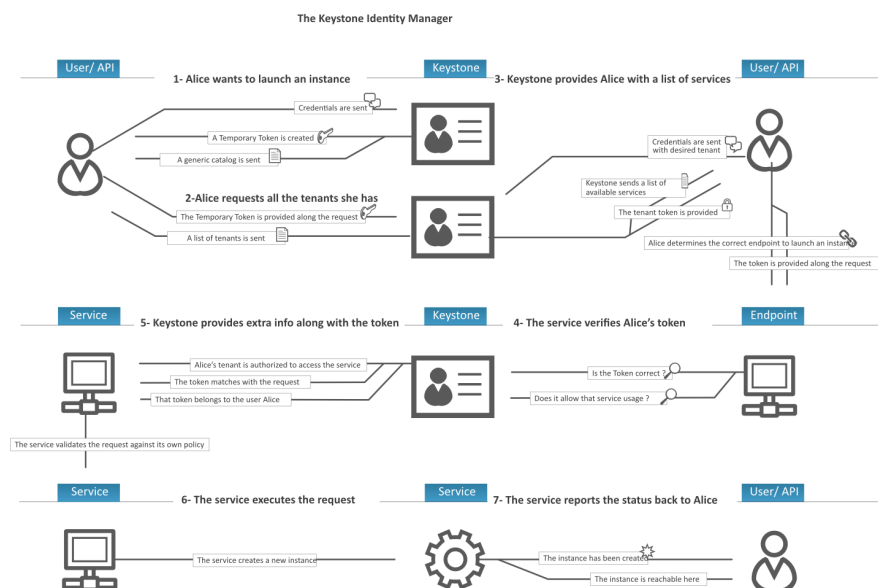 The Keystone Identity Manager
User/ API
Keystone
User/ API
1- Alice wants to launch an instance
3- Keystone provides Alice with a list of services
Credentials are sent
A Temporary Token is created
A generic catalog is sent
Credentials are sent
with desired tenant
2-Alice requests all the tenants she has
Keystone sends a list of
available services
The Temporary Token is provided along the request
The tenant token is provided
A list of tenants is sent
Alice determines the correct endpoint to launch an instance
The token is provided along the request
Service
Keystone
Endpoint
5- Keystone provides extra info along with the token
4- The service verifies Alice's token
Alice's tenant is authorized to access the service
The token matches with the request
That token belongs to the user Alice
Is the Token correct ?
Does it allow that service usage ?
The service validates the request against its own policy
Service
Service
User/ API
6- The service executes the request
7- The service reports the status back to Alice
The service creates a new instance
The instance has been created
The instance is reachable here